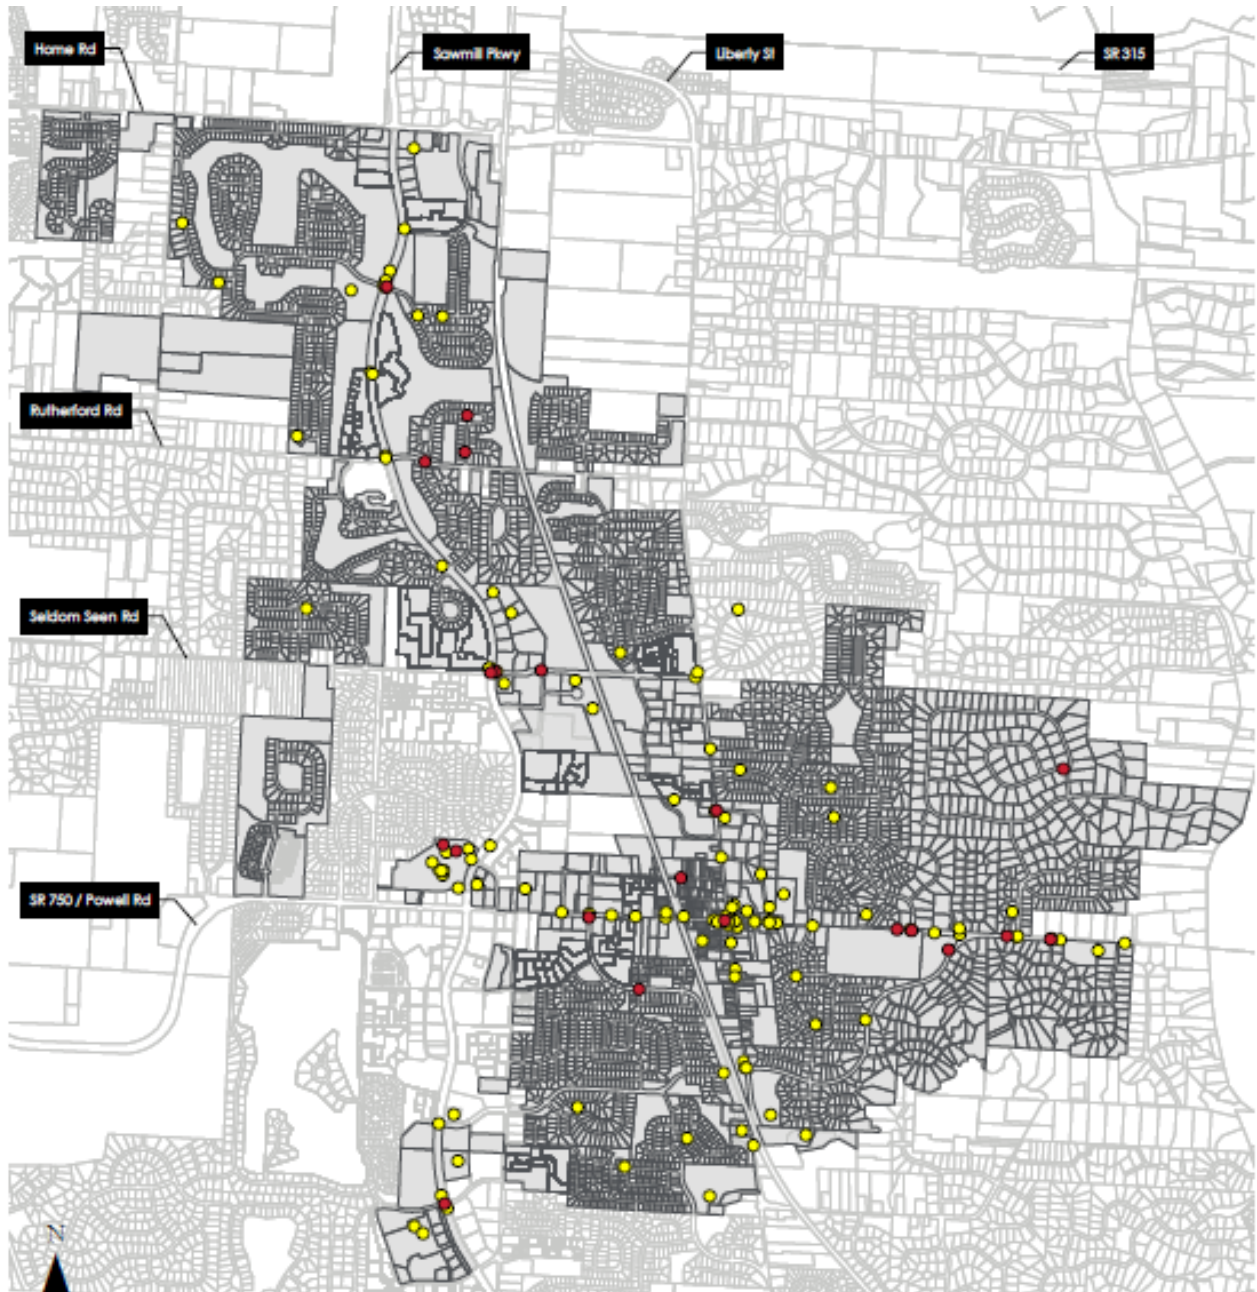 Home Rd
Sawmill Pkwy
Liberty St
SR 315
Rutherford Rd
Seldom Seen Rd
SR 750 / Powell Rd
N